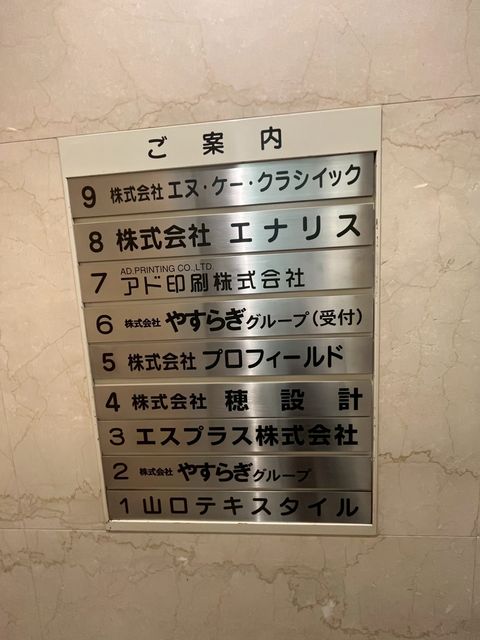 ご案内
9 株式会社 エヌ・ケー・クラシイック
8 株式会社 エナリス
AD.PRINTING CO.,LTD.
7 アド印刷株式会社
6 株式会社 やすらぎグループ(受付)
5 株式会社 プロフィールド
4 株式会社 穂設計
3 エスプラス株式会社
2 株式会社 やすらぎグループ
1 山口テキスタイル